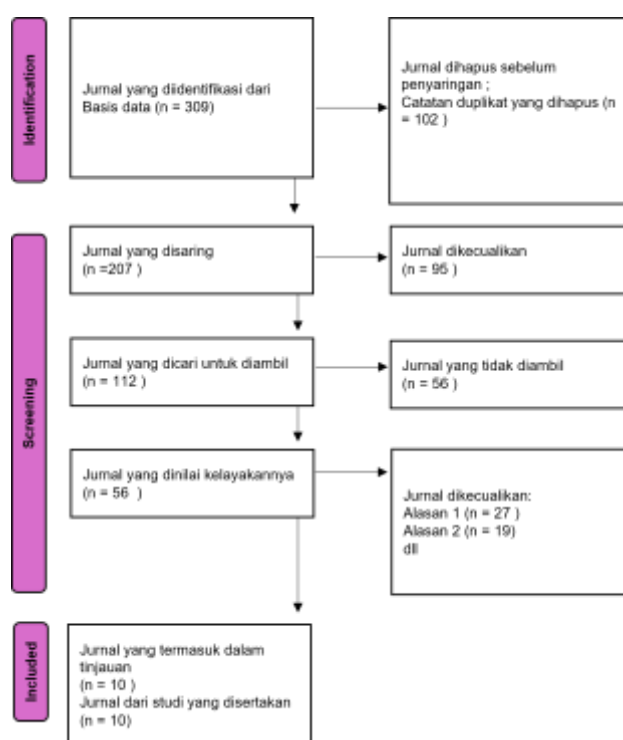 Identification
Jurnal yang diidentifikasi dari
Basis data (n = 309)
Jurnal dihapus sebelum
penyaringan ;
Catatan duplikat yang dihapus (n
= 102 )
Screening
Jurnal yang disaring
(n =207 )
Jurnal dikecualikan
(n = 95 )
Jurnal yang dicari untuk diambil
(n = 112 )
Jurnal yang tidak diambil
(n = 56 )
Jurnal yang dinilai kelayakannya
(n = 56  )
Jurnal dikecualikan:
Alasan 1 (n = 27 )
Alasan 2 (n = 19)
dll
Included
Jurnal yang termasuk dalam
tinjauan
(n = 10 )
Jurnal dari studi yang disertakan
(n = 10)